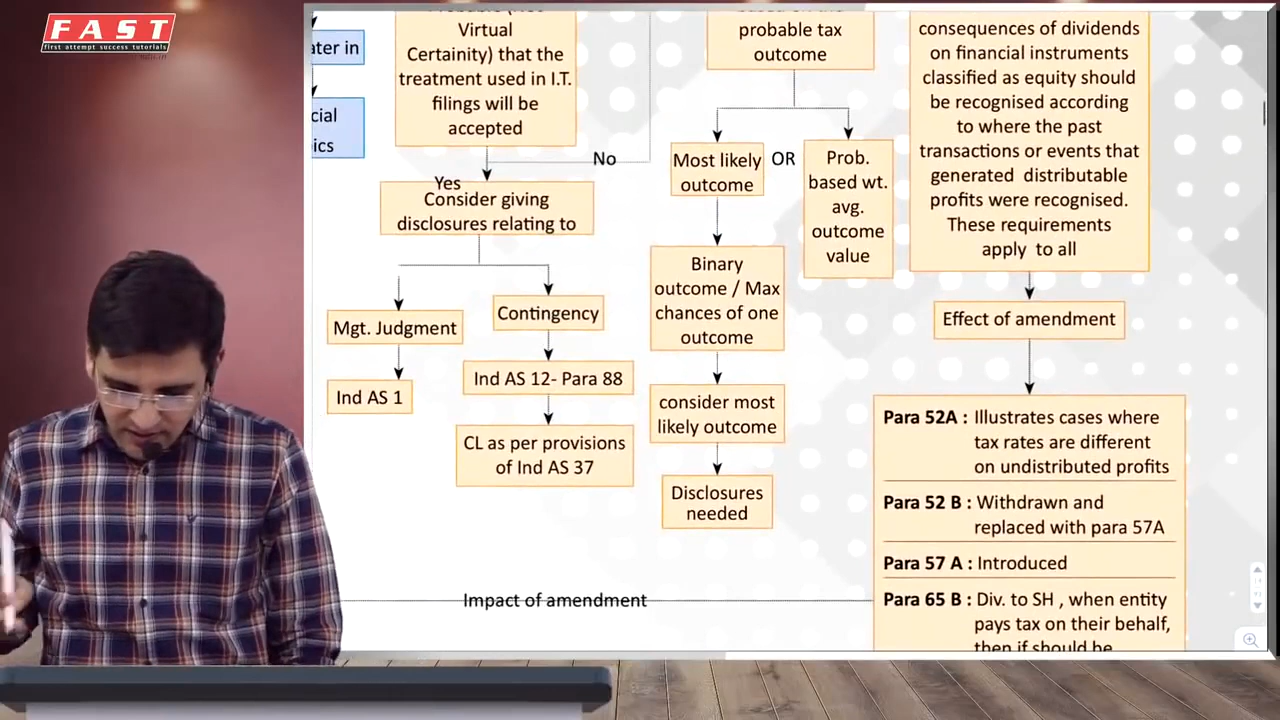 FAST
first attempt success tutorials
ater in
cial
ics
Virtual
Certainity) that the
treatment used in I.T.
filings will be
accepted
No
Yes
Consider giving
disclosures relating to
Mgt. Judgment
Ind AS 1
Contingency
Ind AS 12- Para 88
CL as per provisions
of Ind AS 37
probable tax
outcome
Most likely
outcome
OR
Prob.
based wt.
avg.
outcome
value
Binary
outcome / Max
chances of one
outcome
consider most
likely outcome
Disclosures
needed
consequences of dividends
on financial instruments
classified as equity should
be recognised according
to where the past
transactions or events that
generated distributable
profits were recognised.
These requirements
apply to all
Effect of amendment
Para 52A : Illustrates cases where
tax rates are different
on undistributed profits
Para 52 B : Withdrawn and
replaced with para 57A
Para 57 A : Introduced
Para 65 B : Div. to SH , when entity
pays tax on their behalf,
then if should be
Impact of amendment